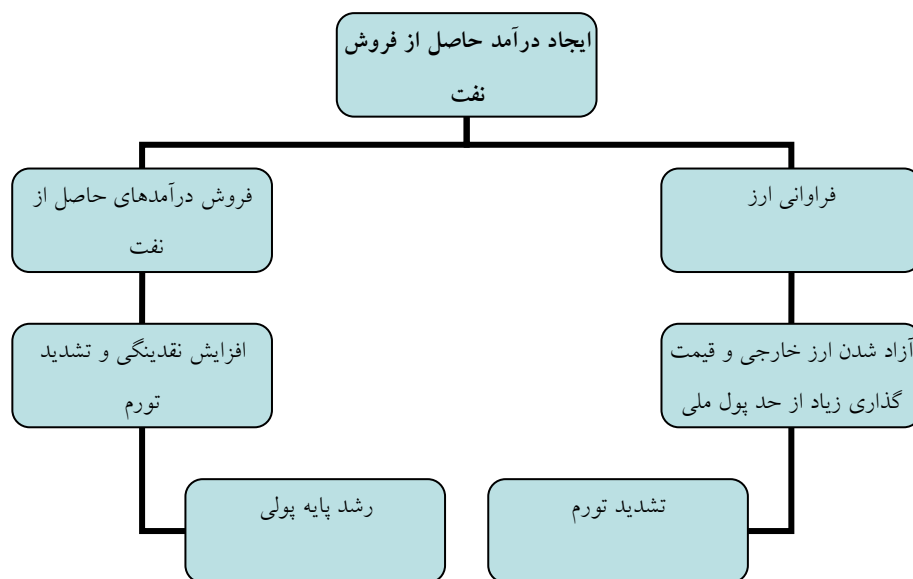 ایجاد درآمد حاصل از فروش
نفت
فراوانی ارز
فروش درآمدهای حاصل از
نفت
آزاد شدن ارز خارجی و قیمت
گذاری زیاد از حد پول ملی
افزایش نقدینگی و تشدید
تورم
تشدید تورم
رشد پایه پولی